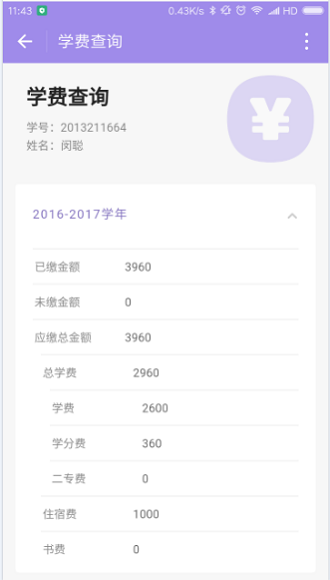 11:43 0.43K/s HD
学费查询
学费查询
¥
学号：2013211664
姓名：闵聪
2016-2017学年
已缴金额 3960
未缴金额 0
应缴总金额 3960
总学费 2960
学费 2600
学分费 360
二专费 0
住宿费 1000
书费 0